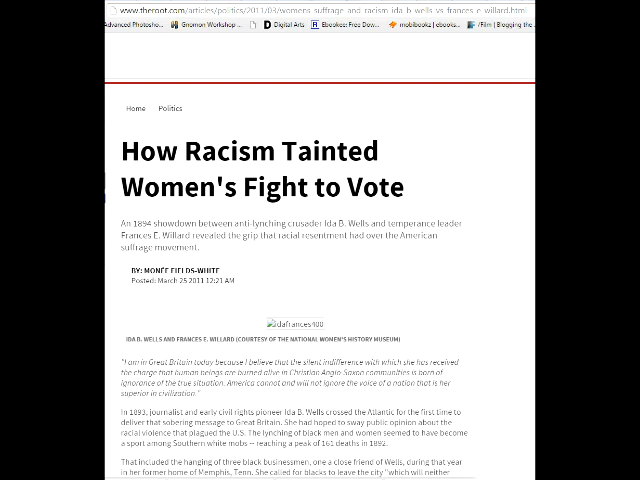 www.theroot.com/articles/politics/2011/03/womens_suffrage_and_racism_ida_b_wells_vs_frances_e_willard.html
Advanced Photosho... Gnomon Workshop ... Digital Arts Ebookee: Free Dow... mobibookz | ebooks... /Film | Blogging the ...
Home Politics
How Racism Tainted
Women's Fight to Vote
An 1894 showdown between anti-lynching crusader Ida B. Wells and temperance leader
Frances E. Willard revealed the grip that racial resentment had over the American
suffrage movement.
BY: MONÉE FIELDS-WHITE
Posted: March 25 2011 12:21 AM
idafrances400
IDA B. WELLS AND FRANCES E. WILLARD (COURTESY OF THE NATIONAL WOMEN'S HISTORY MUSEUM)
"I am in Great Britain today because I believe that the silent indifference with which she has received
the charge that human beings are burned alive in Christian Anglo-Saxon communities is born of
ignorance of the true situation. America cannot and will not ignore the voice of a nation that is her
superior in civilization."
In 1893, journalist and early civil rights pioneer Ida B. Wells crossed the Atlantic for the first time to
deliver that sobering message to Great Britain. She had hoped to sway public opinion about the
racial violence that plagued the U.S. The lynching of black men and women seemed to have become
a sport among Southern white mobs -- reaching a peak of 161 deaths in 1892.
That included the hanging of three black businessmen, one a close friend of Wells, during that year
in her former home of Memphis, Tenn. She called for blacks to leave the city "which will neither